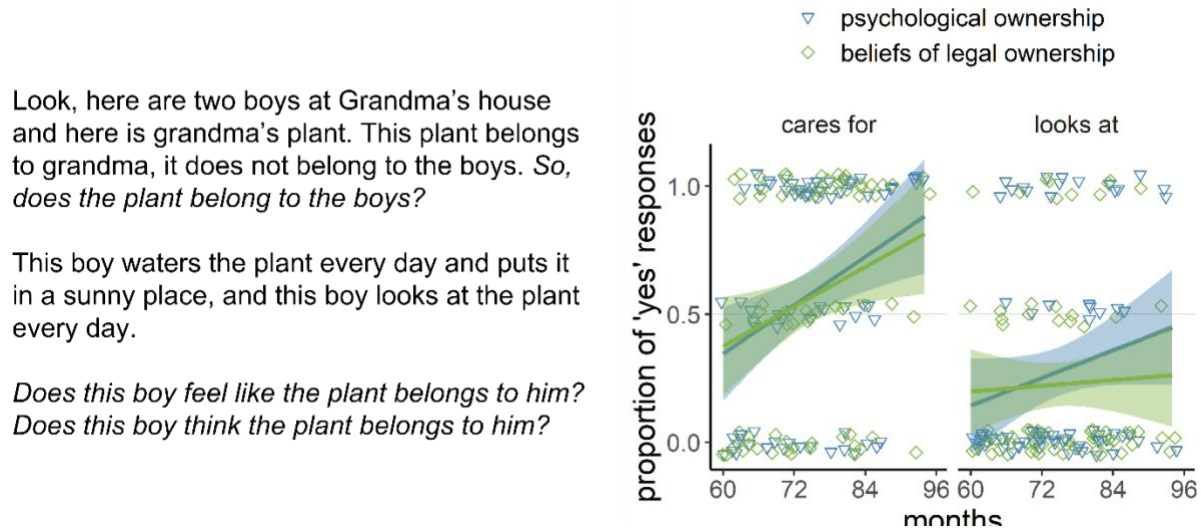 Look, here are two boys at Grandma's house
and here is grandma's plant. This plant belongs
to grandma, it does not belong to the boys. So,
does the plant belong to the boys?
This boy waters the plant every day and puts it
in a sunny place, and this boy looks at the plant
every day.
Does this boy feel like the plant belongs to him?
Does this boy think the plant belongs to him?
psychological ownership
beliefs of legal ownership
proportion of 'yes' responses
cares for
looks at
1.0
0.5
0.0
60 72 84 96 60 72 84 96
months